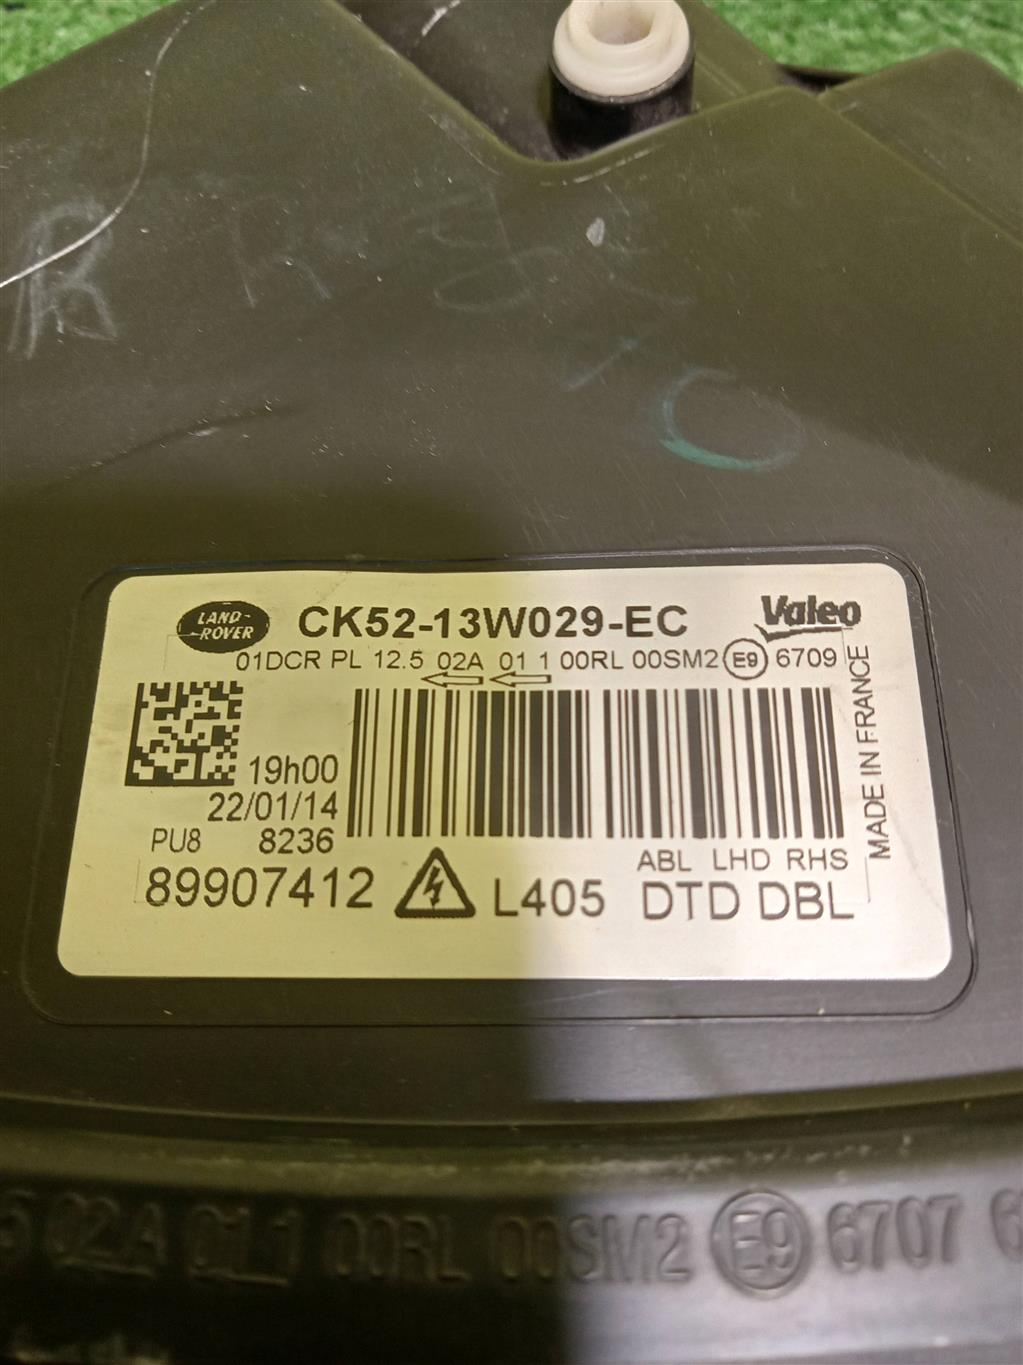 LAND-
ROVER
CK52-13W029-EC
Valeo
01DCR PL 12.5 02A 01 1 00RL 00SM2 E9 6709
MADE IN FRANCE
19h00
22/01/14
PU8 8236
ABL LHD RHS
89907412 L405 DTD DBL
5 02A 01 1 00RL 00SM2 E9 6707 6